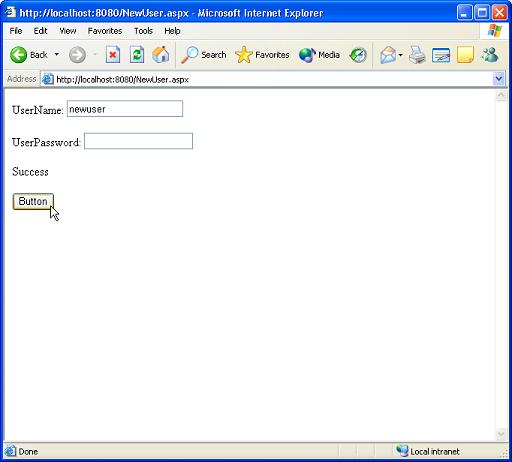 http://localhost:8080/NewUser.aspx - Microsoft Internet Explorer
File Edit View Favorites Tools Help
Back Search Favorites Media
Address http://localhost:8080/NewUser.aspx
UserName: newuser
UserPassword:
Success
Button
Done Local intranet